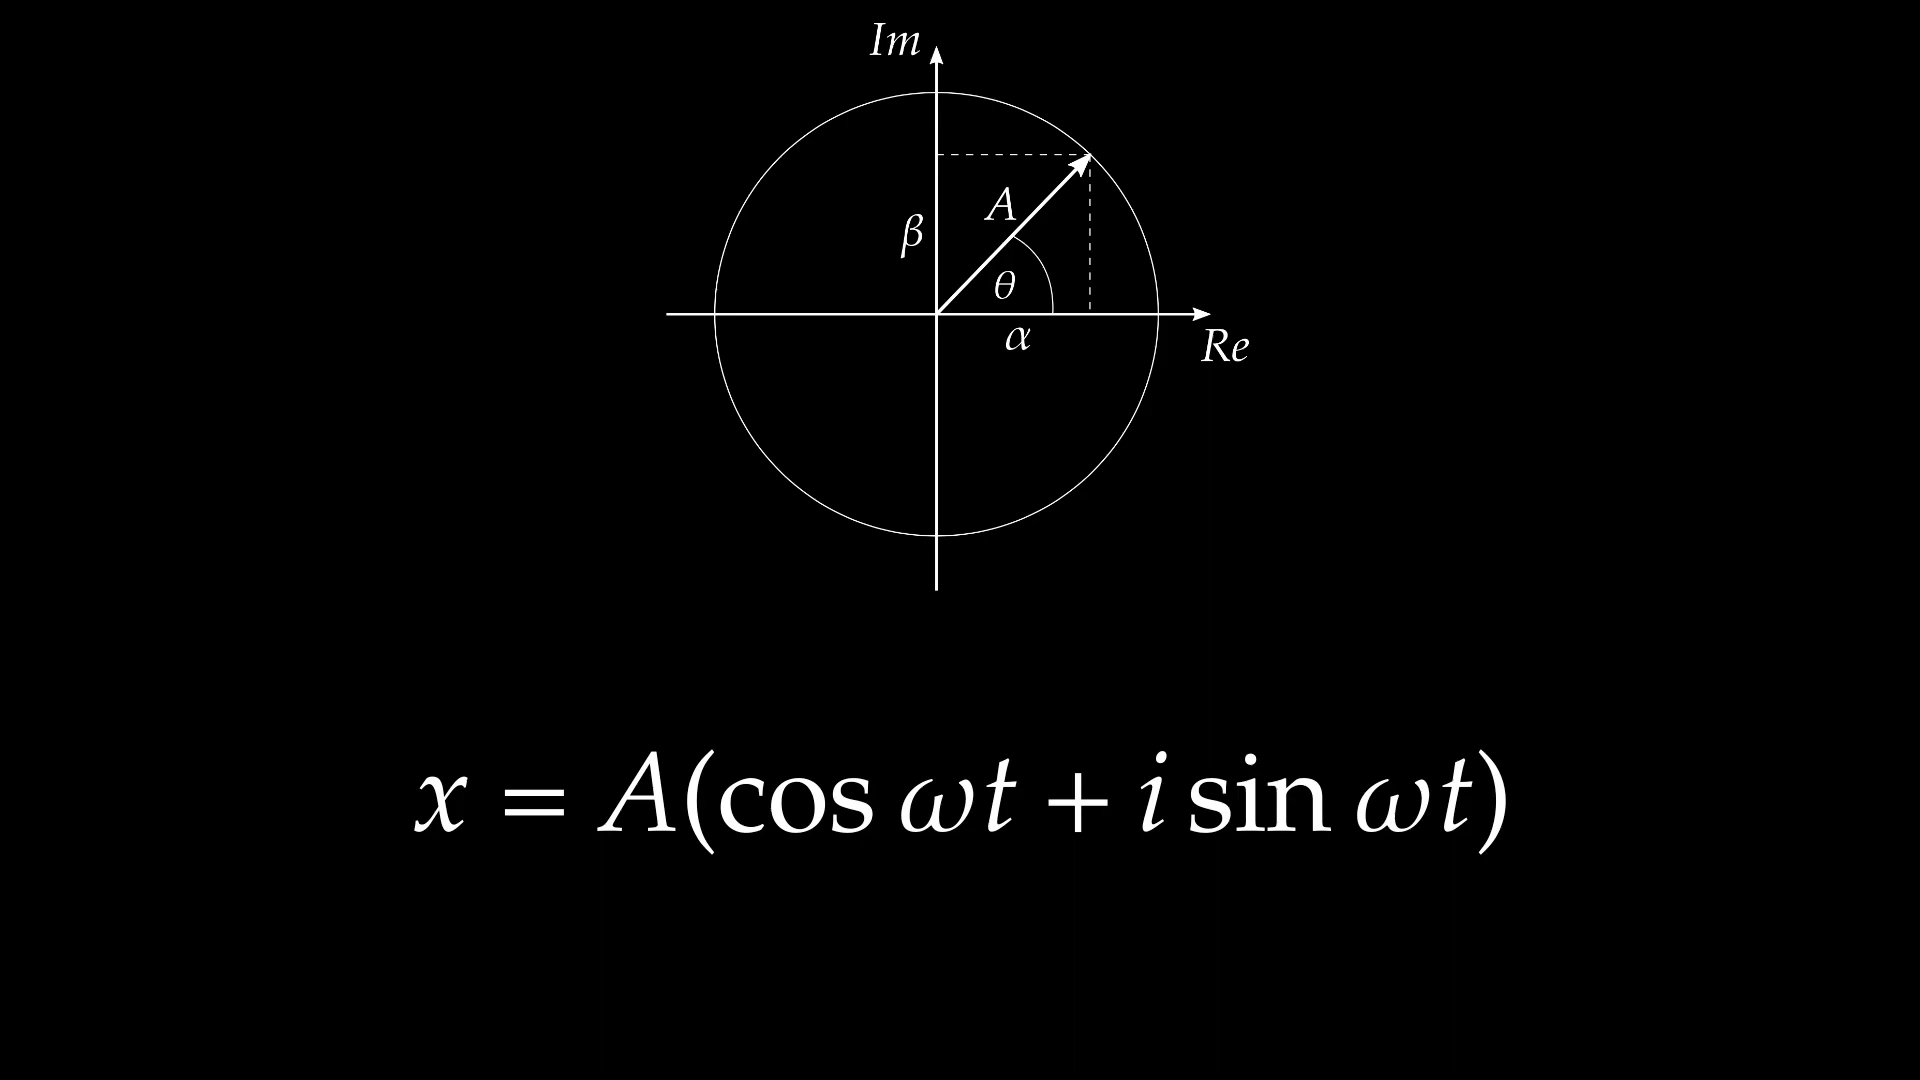 Im
A
β
θ
α
Re
x = A(cos ωt + i sin ωt)